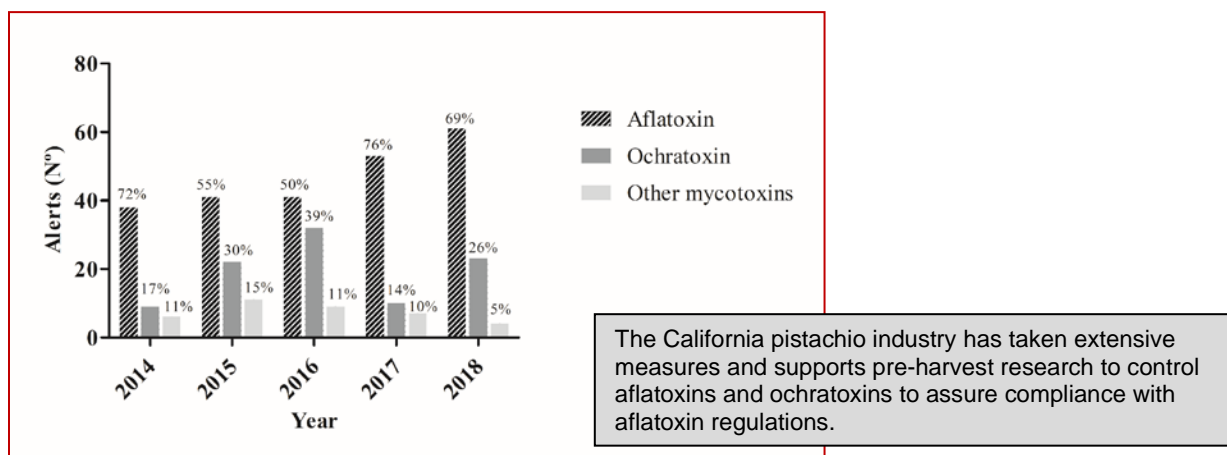 80
60
40
20
0
Alerts (Nº)
72%
17%
11%
55%
30%
15%
50%
39%
11%
76%
14%
10%
69%
26%
5%
2014
2015
2016
2017
2018
Year
Aflatoxin
Ochratoxin
Other mycotoxins
The California pistachio industry has taken extensive
measures and supports pre-harvest research to control
aflatoxins and ochratoxins to assure compliance with
aflatoxin regulations.